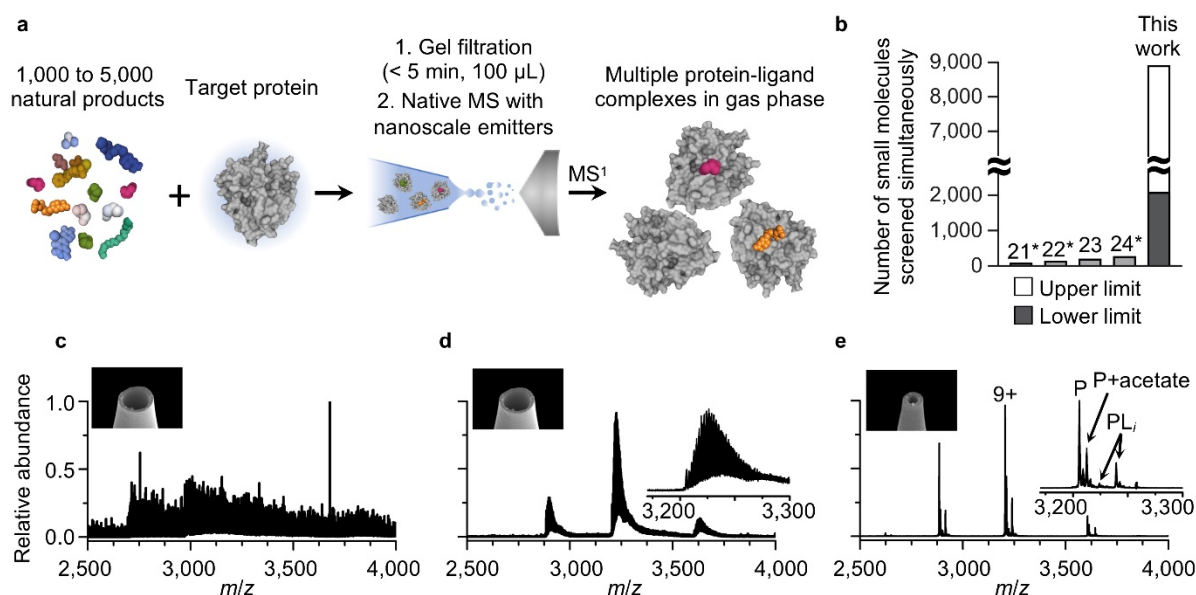 a
1,000 to 5,000
natural products
Target protein
1. Gel filtration
(< 5 min, 100 µL)
2. Native MS with
nanoscale emitters
MS¹
Multiple protein-ligand
complexes in gas phase
b
This
work
Number of small molecules
screened simultaneously
9,000
8,000
7,000
2,000
1,000
0
21*
22*
23
24*
Upper limit
Lower limit
c
Relative abundance
1.0
0.5
0.0
2,500
3,000
3,500
4,000
m/z
d
3,200
3,300
2,500
3,000
3,500
4,000
m/z
e
9+
P
P+acetate
PLi
3,200
3,300
2,500
3,000
3,500
4,000
m/z